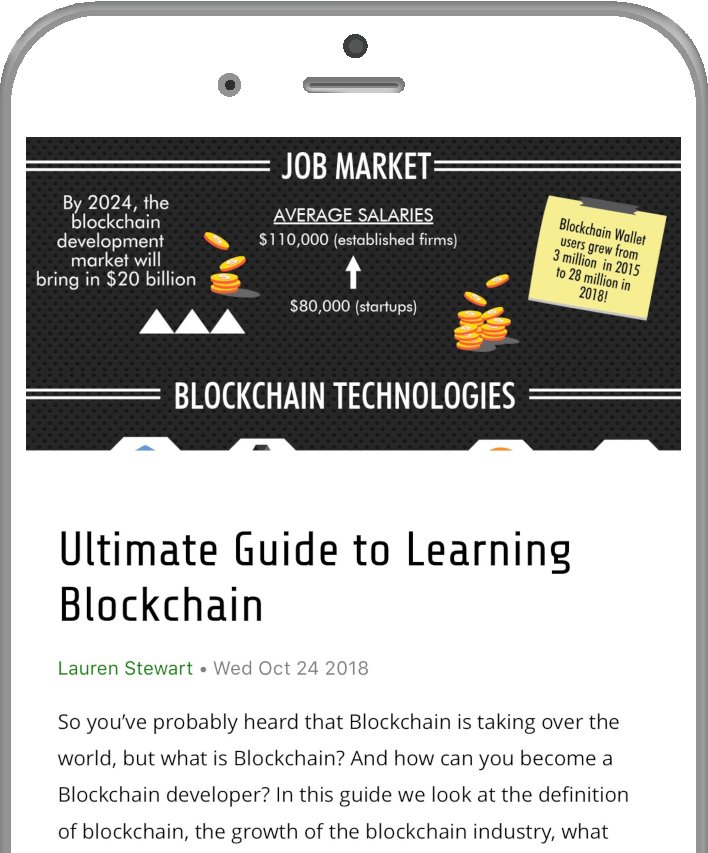 JOB MARKET
By 2024, the
blockchain
development
market will
bring in $20 billion
AVERAGE SALARIES
$110,000 (established firms)
$80,000 (startups)
Blockchain Wallet
users grew from
3 million in 2015
to 28 million in
2018!
BLOCKCHAIN TECHNOLOGIES
Ultimate Guide to Learning
Blockchain
Lauren Stewart • Wed Oct 24 2018
So you’ve probably heard that Blockchain is taking over the
world, but what is Blockchain? And how can you become a
Blockchain developer? In this guide we look at the definition
of blockchain, the growth of the blockchain industry, what